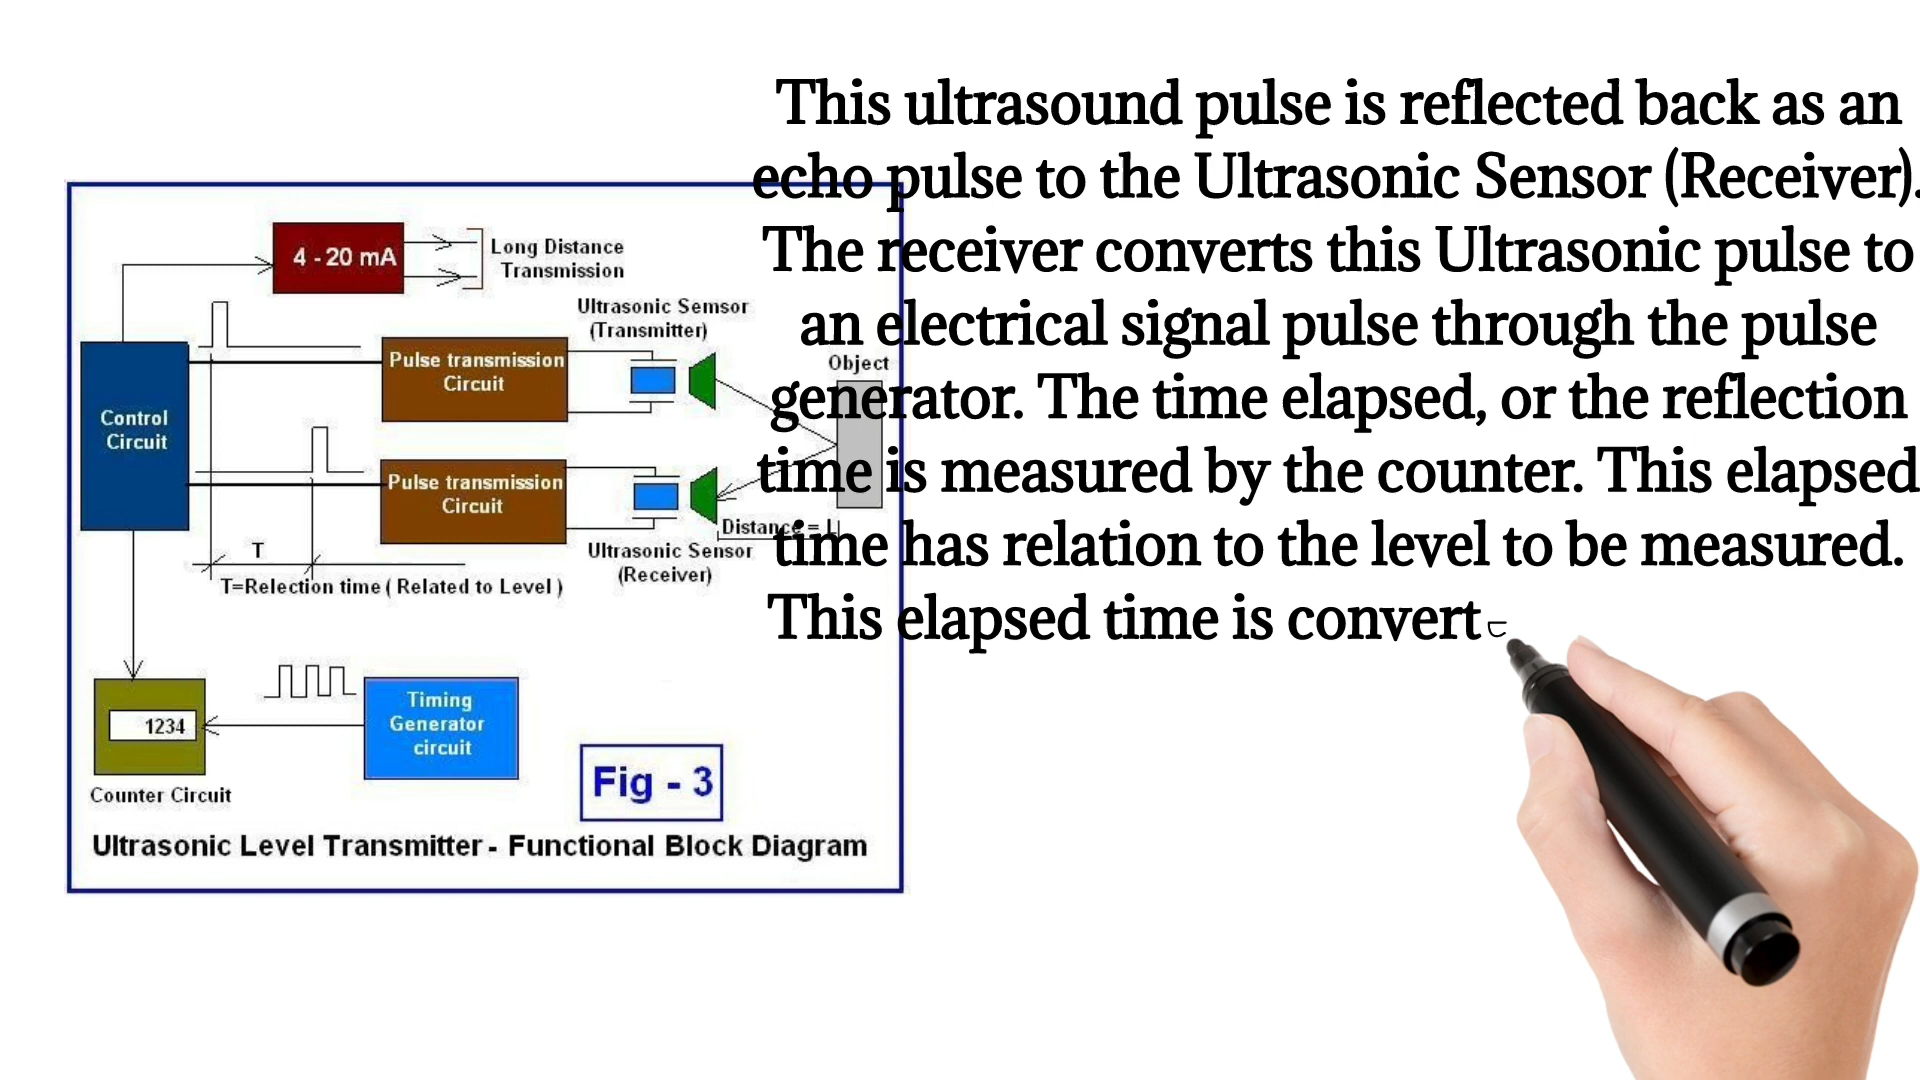 This ultrasound pulse is reflected back as an
echo pulse to the Ultrasonic Sensor (Receiver).
The receiver converts this Ultrasonic pulse to
an electrical signal pulse through the pulse
generator. The time elapsed, or the reflection
time is measured by the counter. This elapsed
time has relation to the level to be measured.
This elapsed time is convert
4 - 20 mA
Long Distance
Transmission
Ultrasonic Semsor
(Transmitter)
Pulse transmission
Circuit
Object
Control
Circuit
Pulse transmission
Circuit
Distance = L
Ultrasonic Sensor
(Receiver)
T
T=Relection time ( Related to Level )
1234
Timing
Generator
circuit
Counter Circuit
Fig - 3
Ultrasonic Level Transmitter - Functional Block Diagram